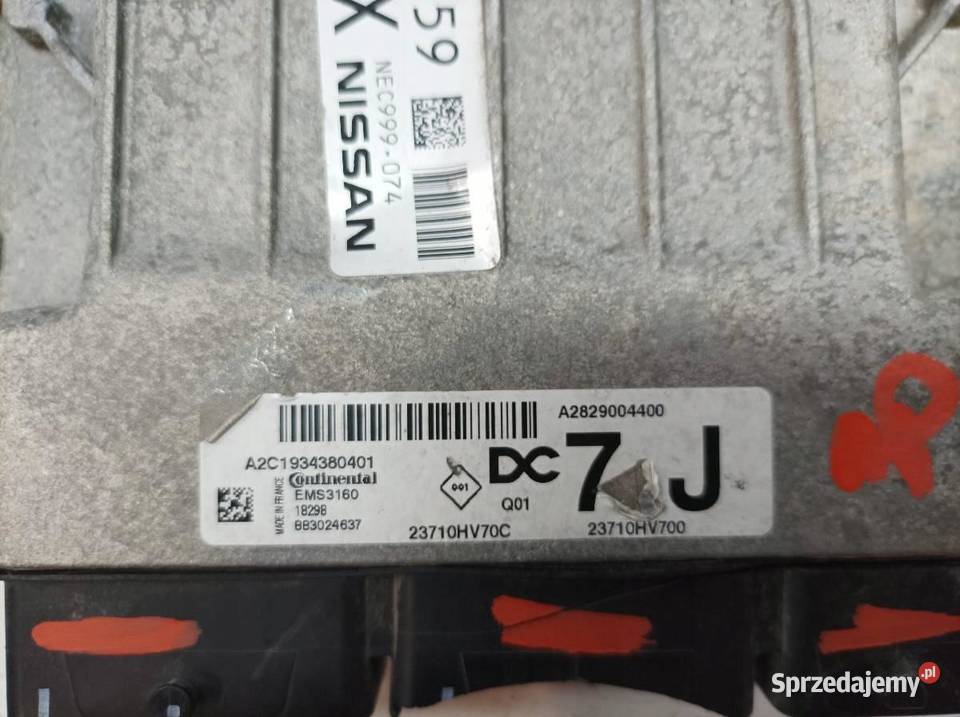 59
X NISSAN
NEC999-074
A2829004400
A2C1934380401
Continental
EMS3160
18298
883024637
MADE IN FRANCE
001
DC 7 J
Q01
23710HV70C
23710HV700
Sprzedajemy.pl